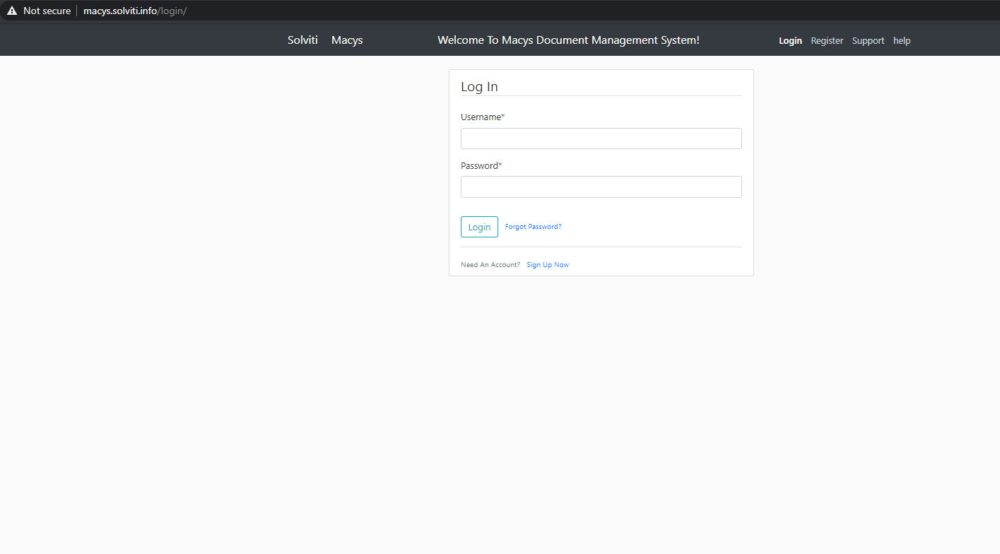 Not secure macys.solviti.info/login/
Solviti Macys Welcome To Macys Document Management System! Login Register Support help
Log In
Username*
Password*
Login Forgot Password?
Need An Account? Sign Up Now